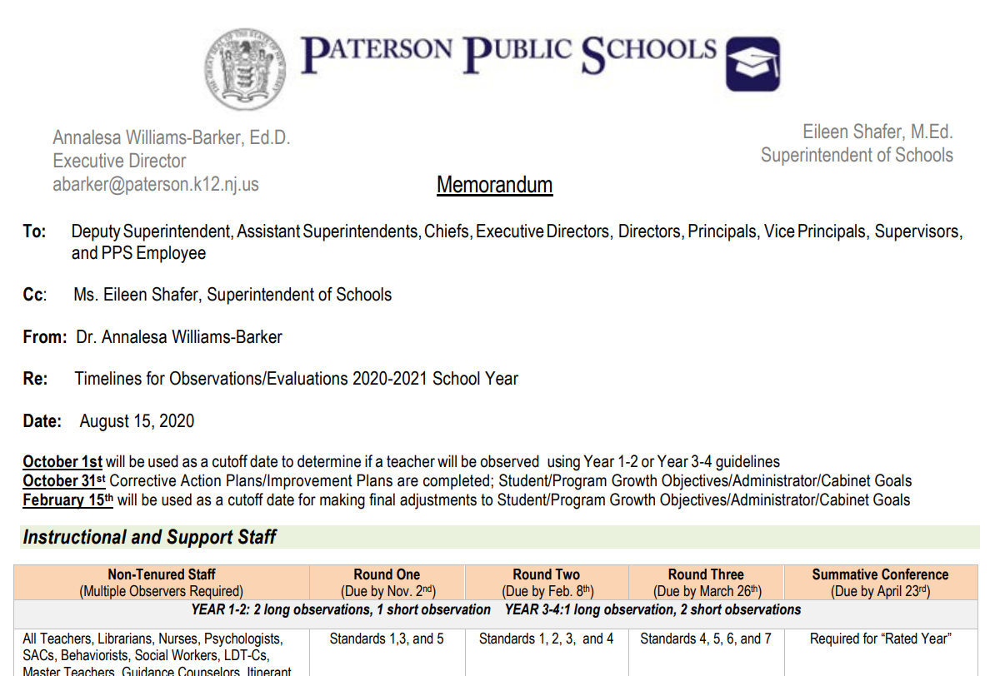 PATERSON PUBLIC SCHOOLS
Annalesa Williams-Barker, Ed.D.
Executive Director
abarker@paterson.k12.nj.us
Eileen Shafer, M.Ed.
Superintendent of Schools
Memorandum
To: Deputy Superintendent, Assistant Superintendents, Chiefs, Executive Directors, Directors, Principals, Vice Principals, Supervisors,
and PPS Employee
Cc: Ms. Eileen Shafer, Superintendent of Schools
From: Dr. Annalesa Williams-Barker
Re: Timelines for Observations/Evaluations 2020-2021 School Year
Date: August 15, 2020
October 1st will be used as a cutoff date to determine if a teacher will be observed using Year 1-2 or Year 3-4 guidelines
October 31st Corrective Action Plans/Improvement Plans are completed; Student/Program Growth Objectives/Administrator/Cabinet Goals
February 15th will be used as a cutoff date for making final adjustments to Student/Program Growth Objectives/Administrator/Cabinet Goals
Instructional and Support Staff
Non-Tenured Staff
(Multiple Observers Required)
Round One
(Due by Nov. 2nd)
Round Two
(Due by Feb. 8th)
Round Three
(Due by March 26th)
Summative Conference
(Due by April 23rd)
YEAR 1-2: 2 long observations, 1 short observation YEAR 3-4:1 long observation, 2 short observations
All Teachers, Librarians, Nurses, Psychologists,
SACs, Behaviorists, Social Workers, LDT-Cs,
Master Teachers, Guidance Counselors, Itinerant
Standards 1,3, and 5
Standards 1, 2, 3, and 4
Standards 4, 5, 6, and 7
Required for “Rated Year”